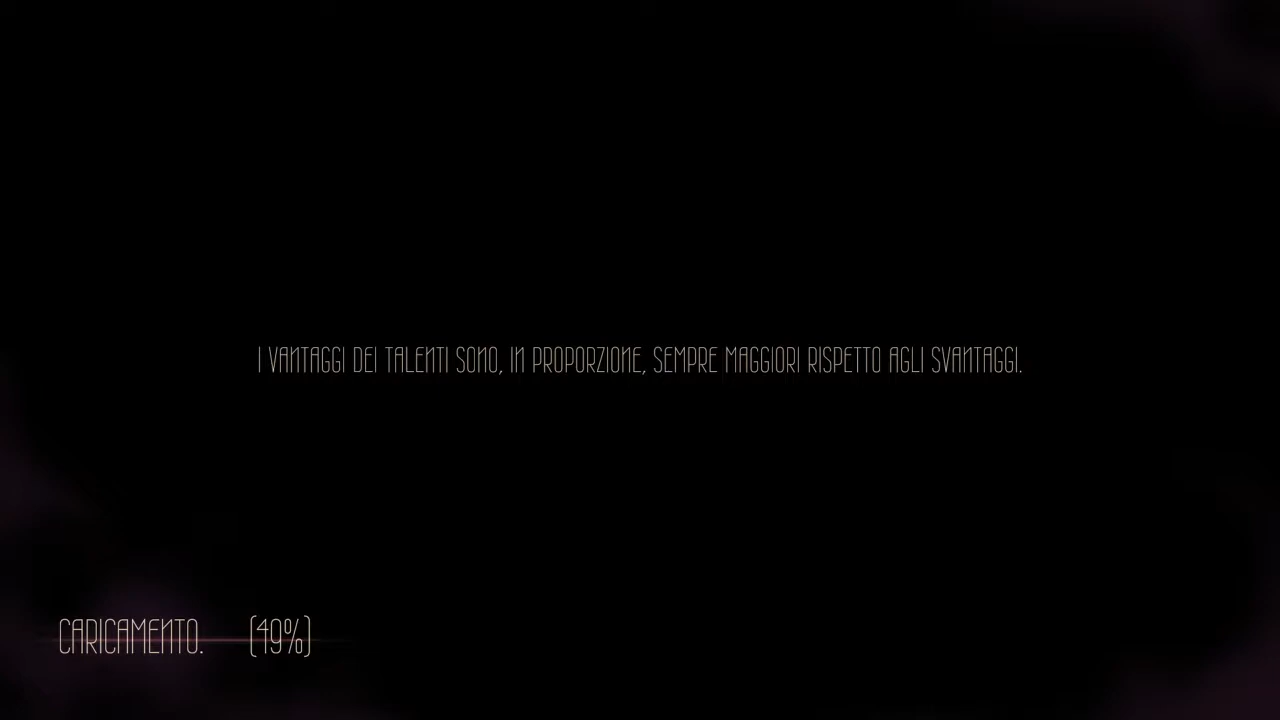 I VANTAGGI DEI TALENTI SONO, IN PROPORZIONE, SEMPRE MAGGIORI RISPETTO AGLI SVANTAGGI.
CARICAMENTO. (49%)